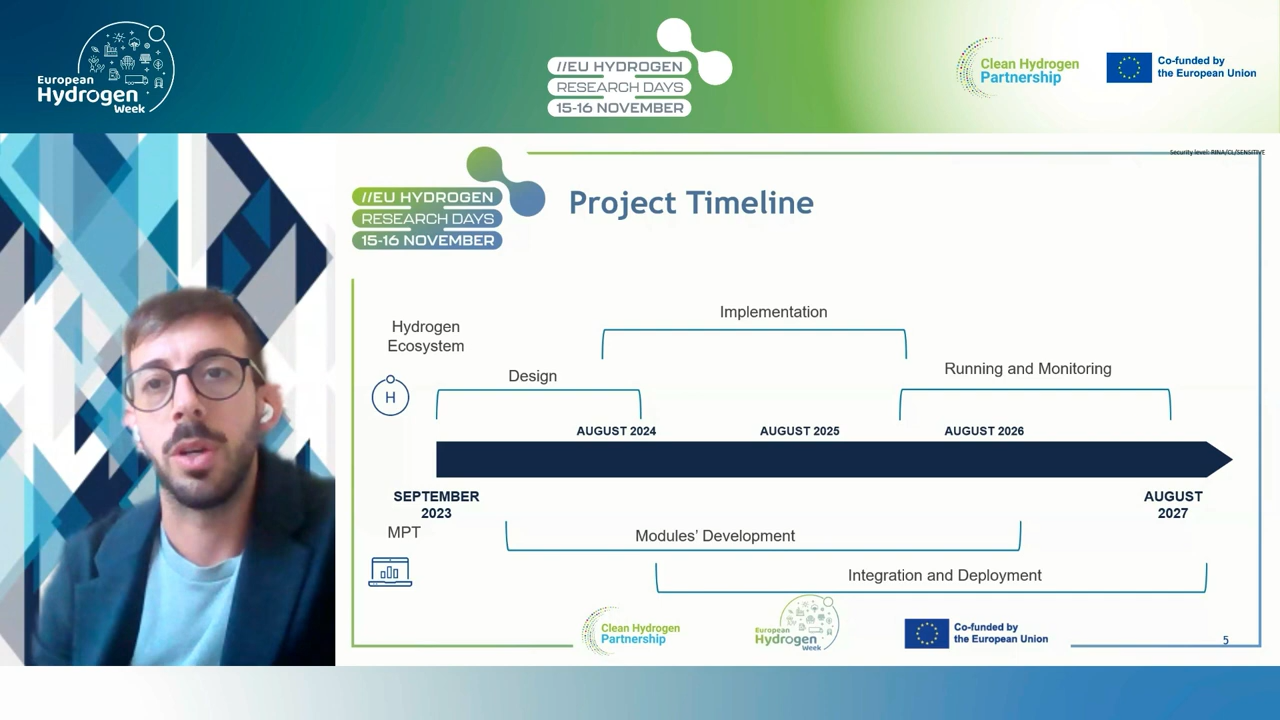 European
Hydrogen
Week
//EU HYDROGEN
RESEARCH DAYS
15-16 NOVEMBER
Clean Hydrogen
Partnership
Co-funded by
the European Union
Security level: RINA/CL/SENSITIVE
//EU HYDROGEN
RESEARCH DAYS
15-16 NOVEMBER
Project Timeline
Hydrogen
Ecosystem
H
Implementation
Design
Running and Monitoring
AUGUST 2024
AUGUST 2025
AUGUST 2026
SEPTEMBER
2023
AUGUST
2027
MPT
Modules' Development
Integration and Deployment
Clean Hydrogen
Partnership
European
Hydrogen
Week
Co-funded by
the European Union
5